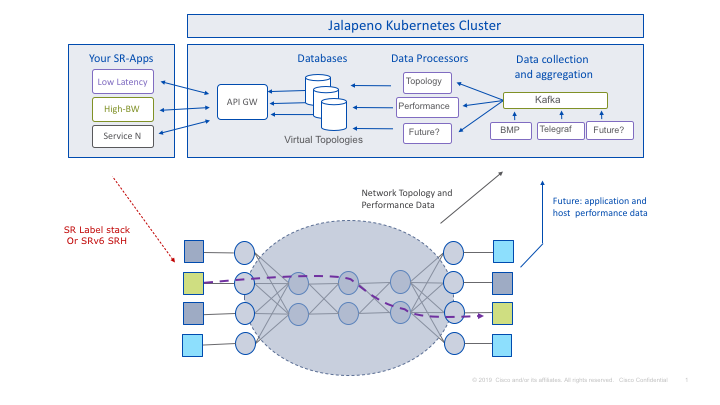 Jalapeno Kubernetes Cluster
Your SR-Apps
Low Latency
High-BW
Service N
API GW
Databases
Virtual Topologies
Data Processors
Topology
Performance
Future?
Data collection
and aggregation
Kafka
BMP
Telegraf
Future?
Network Topology and
Performance Data
Future: application and
host performance data
SR Label stack
Or SRv6 SRH
© 2019 Cisco and/or its affiliates. All rights reserved. Cisco Confidential
1